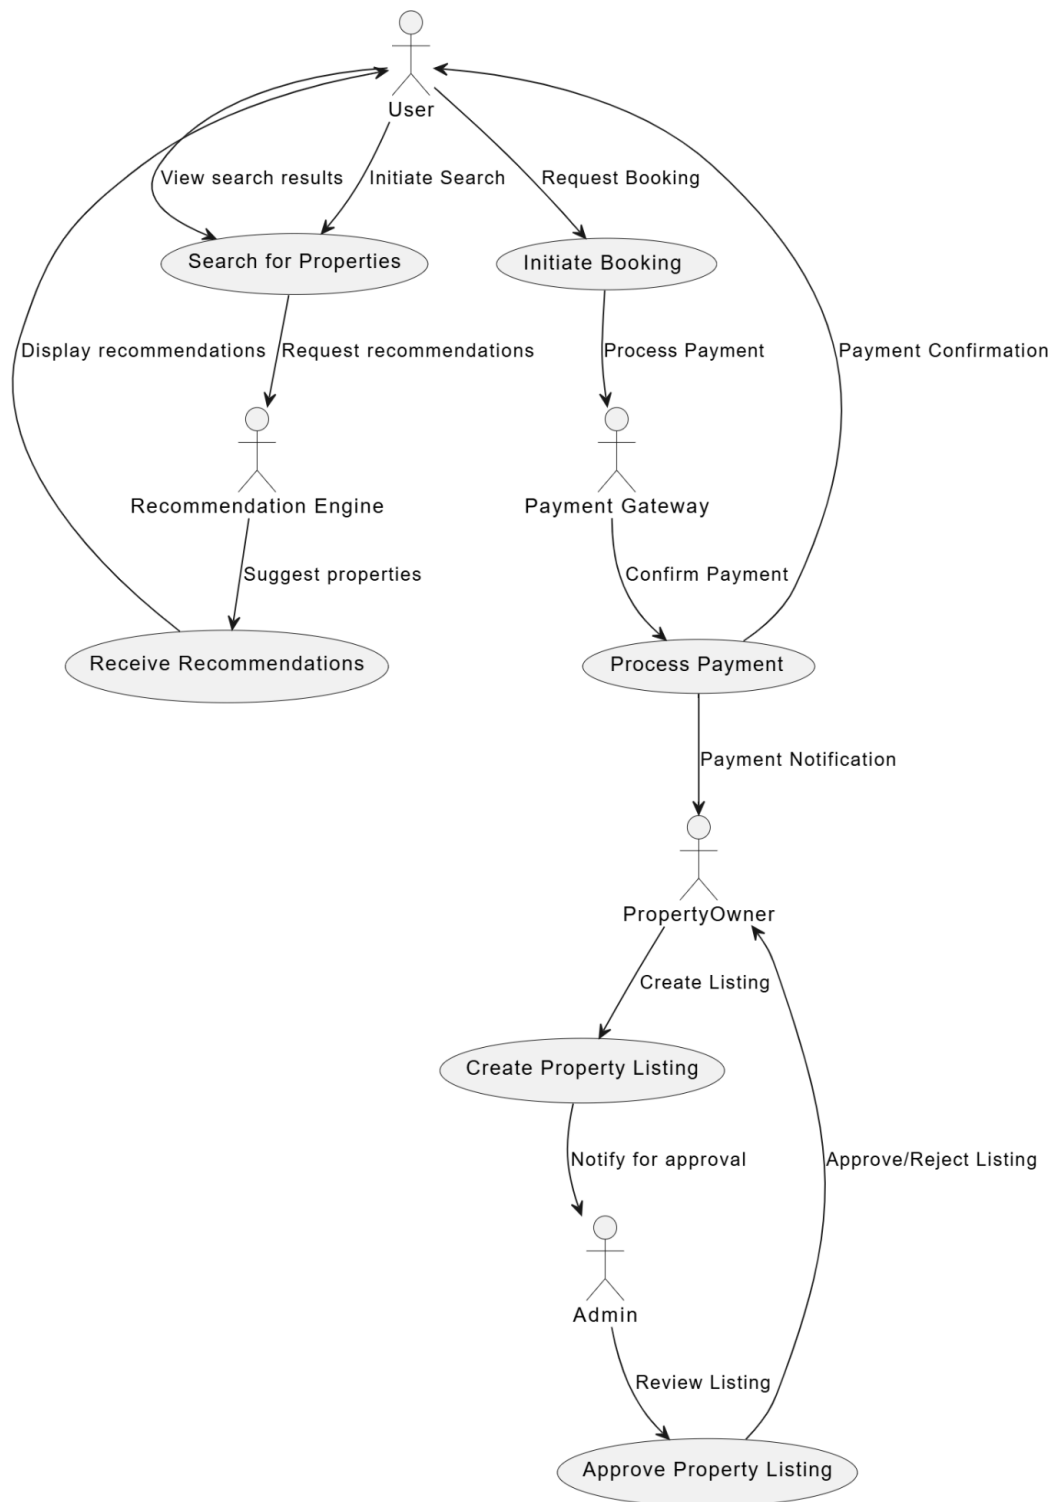 User
View search results
Initiate Search
Request Booking
Search for Properties
Initiate Booking
Display recommendations
Request recommendations
Process Payment
Payment Confirmation
Recommendation Engine
Payment Gateway
Suggest properties
Confirm Payment
Receive Recommendations
Process Payment
Payment Notification
PropertyOwner
Create Listing
Create Property Listing
Notify for approval
Approve/Reject Listing
Admin
Review Listing
Approve Property Listing